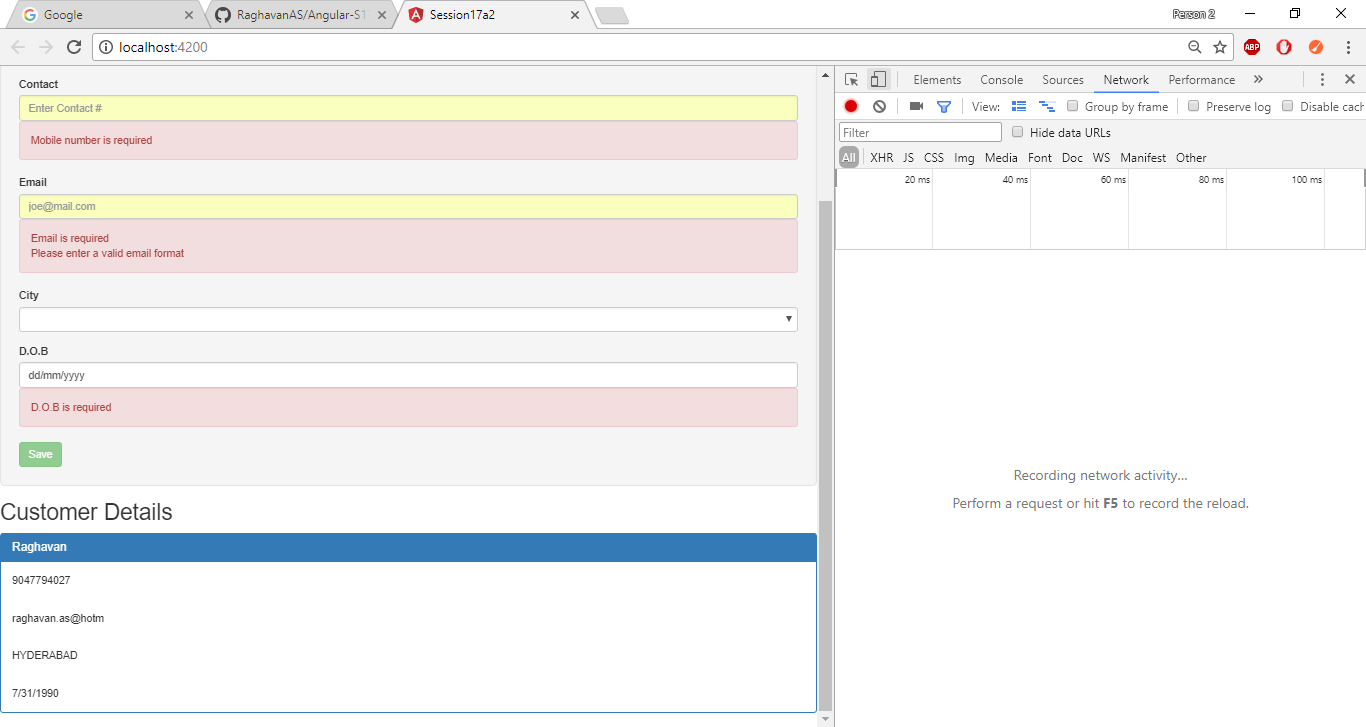 Google
RaghavanAS/Angular-S1
Session17a2
Person 2
localhost:4200
ABP
Contact
Enter Contact #
Mobile number is required
Email
joe@mail.com
Email is required
Please enter a valid email format
City
D.O.B
dd/mm/yyyy
D.O.B is required
Save
Customer Details
Raghavan
9047794027
raghavan.as@hotm
HYDERABAD
7/31/1990
Elements Console Sources Network Performance »
View: Group by frame Preserve log Disable cach
Filter Hide data URLs
All XHR JS CSS Img Media Font Doc WS Manifest Other
20 ms 40 ms 60 ms 80 ms 100 ms
Recording network activity...
Perform a request or hit F5 to record the reload.